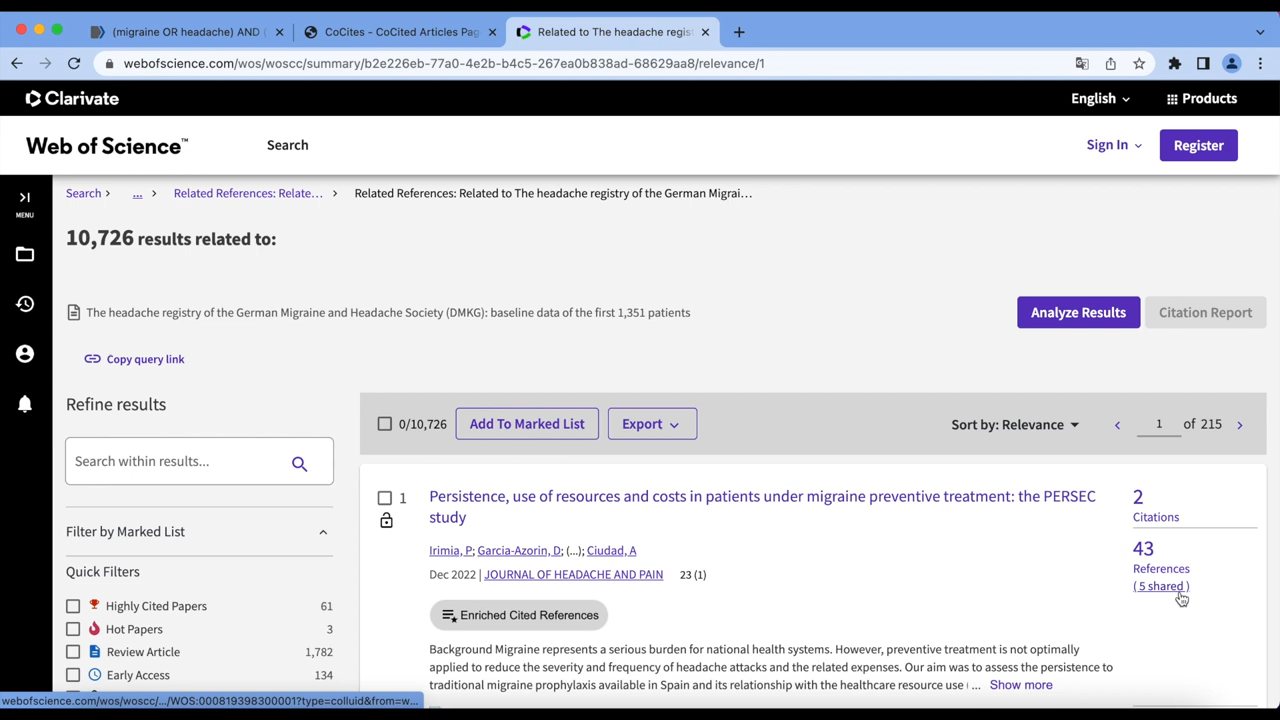 (migraine OR headache) AND (
CoCites - CoCited Articles Pag
Related to The headache regist
webofscience.com/wos/woscc/summary/b2e226eb-77a0-4e2b-b4c5-267ea0b838ad-68629aa8/relevance/1
Clarivate
English
Products
Web of Science™
Search
Sign In
Register
MENU
Search
...
Related References: Relate…
Related References: Related to The headache registry of the German Migrai…
10,726 results related to:
The headache registry of the German Migraine and Headache Society (DMKG): baseline data of the first 1,351 patients
Analyze Results
Citation Report
Copy query link
Refine results
Search within results...
Filter by Marked List
Quick Filters
Highly Cited Papers 61
Hot Papers 3
Review Article 1,782
Early Access 134
0/10,726
Add To Marked List
Export
Sort by: Relevance
1 of 215
1
Persistence, use of resources and costs in patients under migraine preventive treatment: the PERSEC
study
Irimia, P; Garcia-Azorin, D; (...); Ciudad, A
Dec 2022 | JOURNAL OF HEADACHE AND PAIN 23 (1)
Enriched Cited References
Background Migraine represents a serious burden for national health systems. However, preventive treatment is not optimally
applied to reduce the severity and frequency of headache attacks and the related expenses. Our aim was to assess the persistence to
traditional migraine prophylaxis available in Spain and its relationship with the healthcare resource use ... Show more
2
Citations
43
References
( 5 shared )
webofscience.com/wos/woscc/.../WOS:000819398300001?type=colluid&from=w...